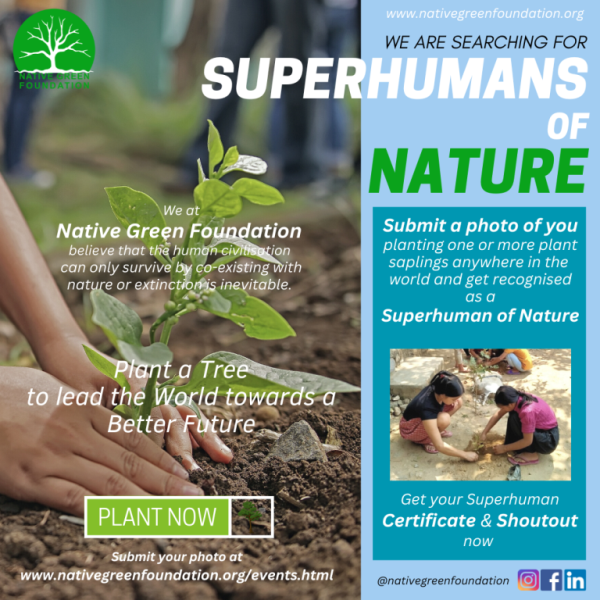 NATIVE GREEN
FOUNDATION
We at
Native Green Foundation
believe that the human civilisation
can only survive by co-existing with
nature or extinction is inevitable.
Plant a Tree
to lead the World towards a
Better Future
PLANT NOW
Submit your photo at
www.nativegreenfoundation.org/events.html
www.nativegreenfoundation.org
WE ARE SEARCHING FOR
SUPERHUMANS
OF
NATURE
Submit a photo of you
planting one or more plant
saplings anywhere in the
world and get recognised
as a
Superhuman of Nature
Get your Superhuman
Certificate & Shoutout
now
@nativegreenfoundation